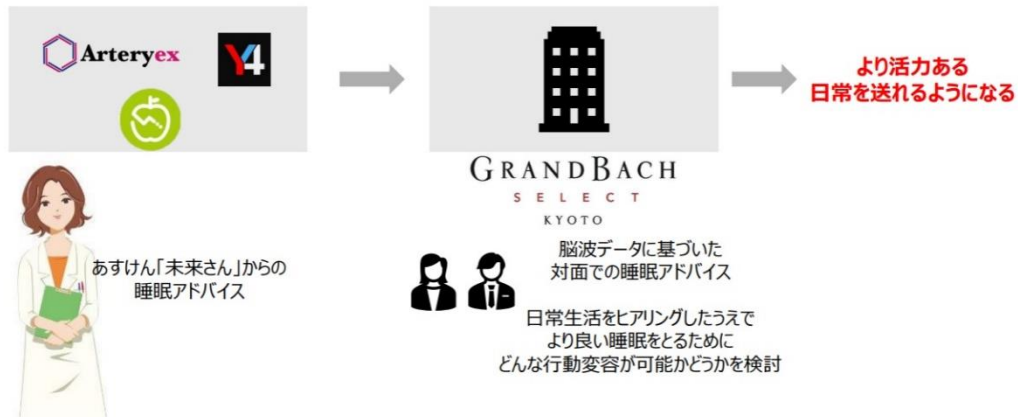 Arteryex
Y4
より活力ある
日常を送れるようになる
GRANDBACH
SELECT
KYOTO
あすけん「未来さん」からの
睡眠アドバイス
脳波データに基づいた
対面での睡眠アドバイス
日常生活をヒアリングしたうえで
より良い睡眠をとるために
どんな行動変容が可能かどうかを検討